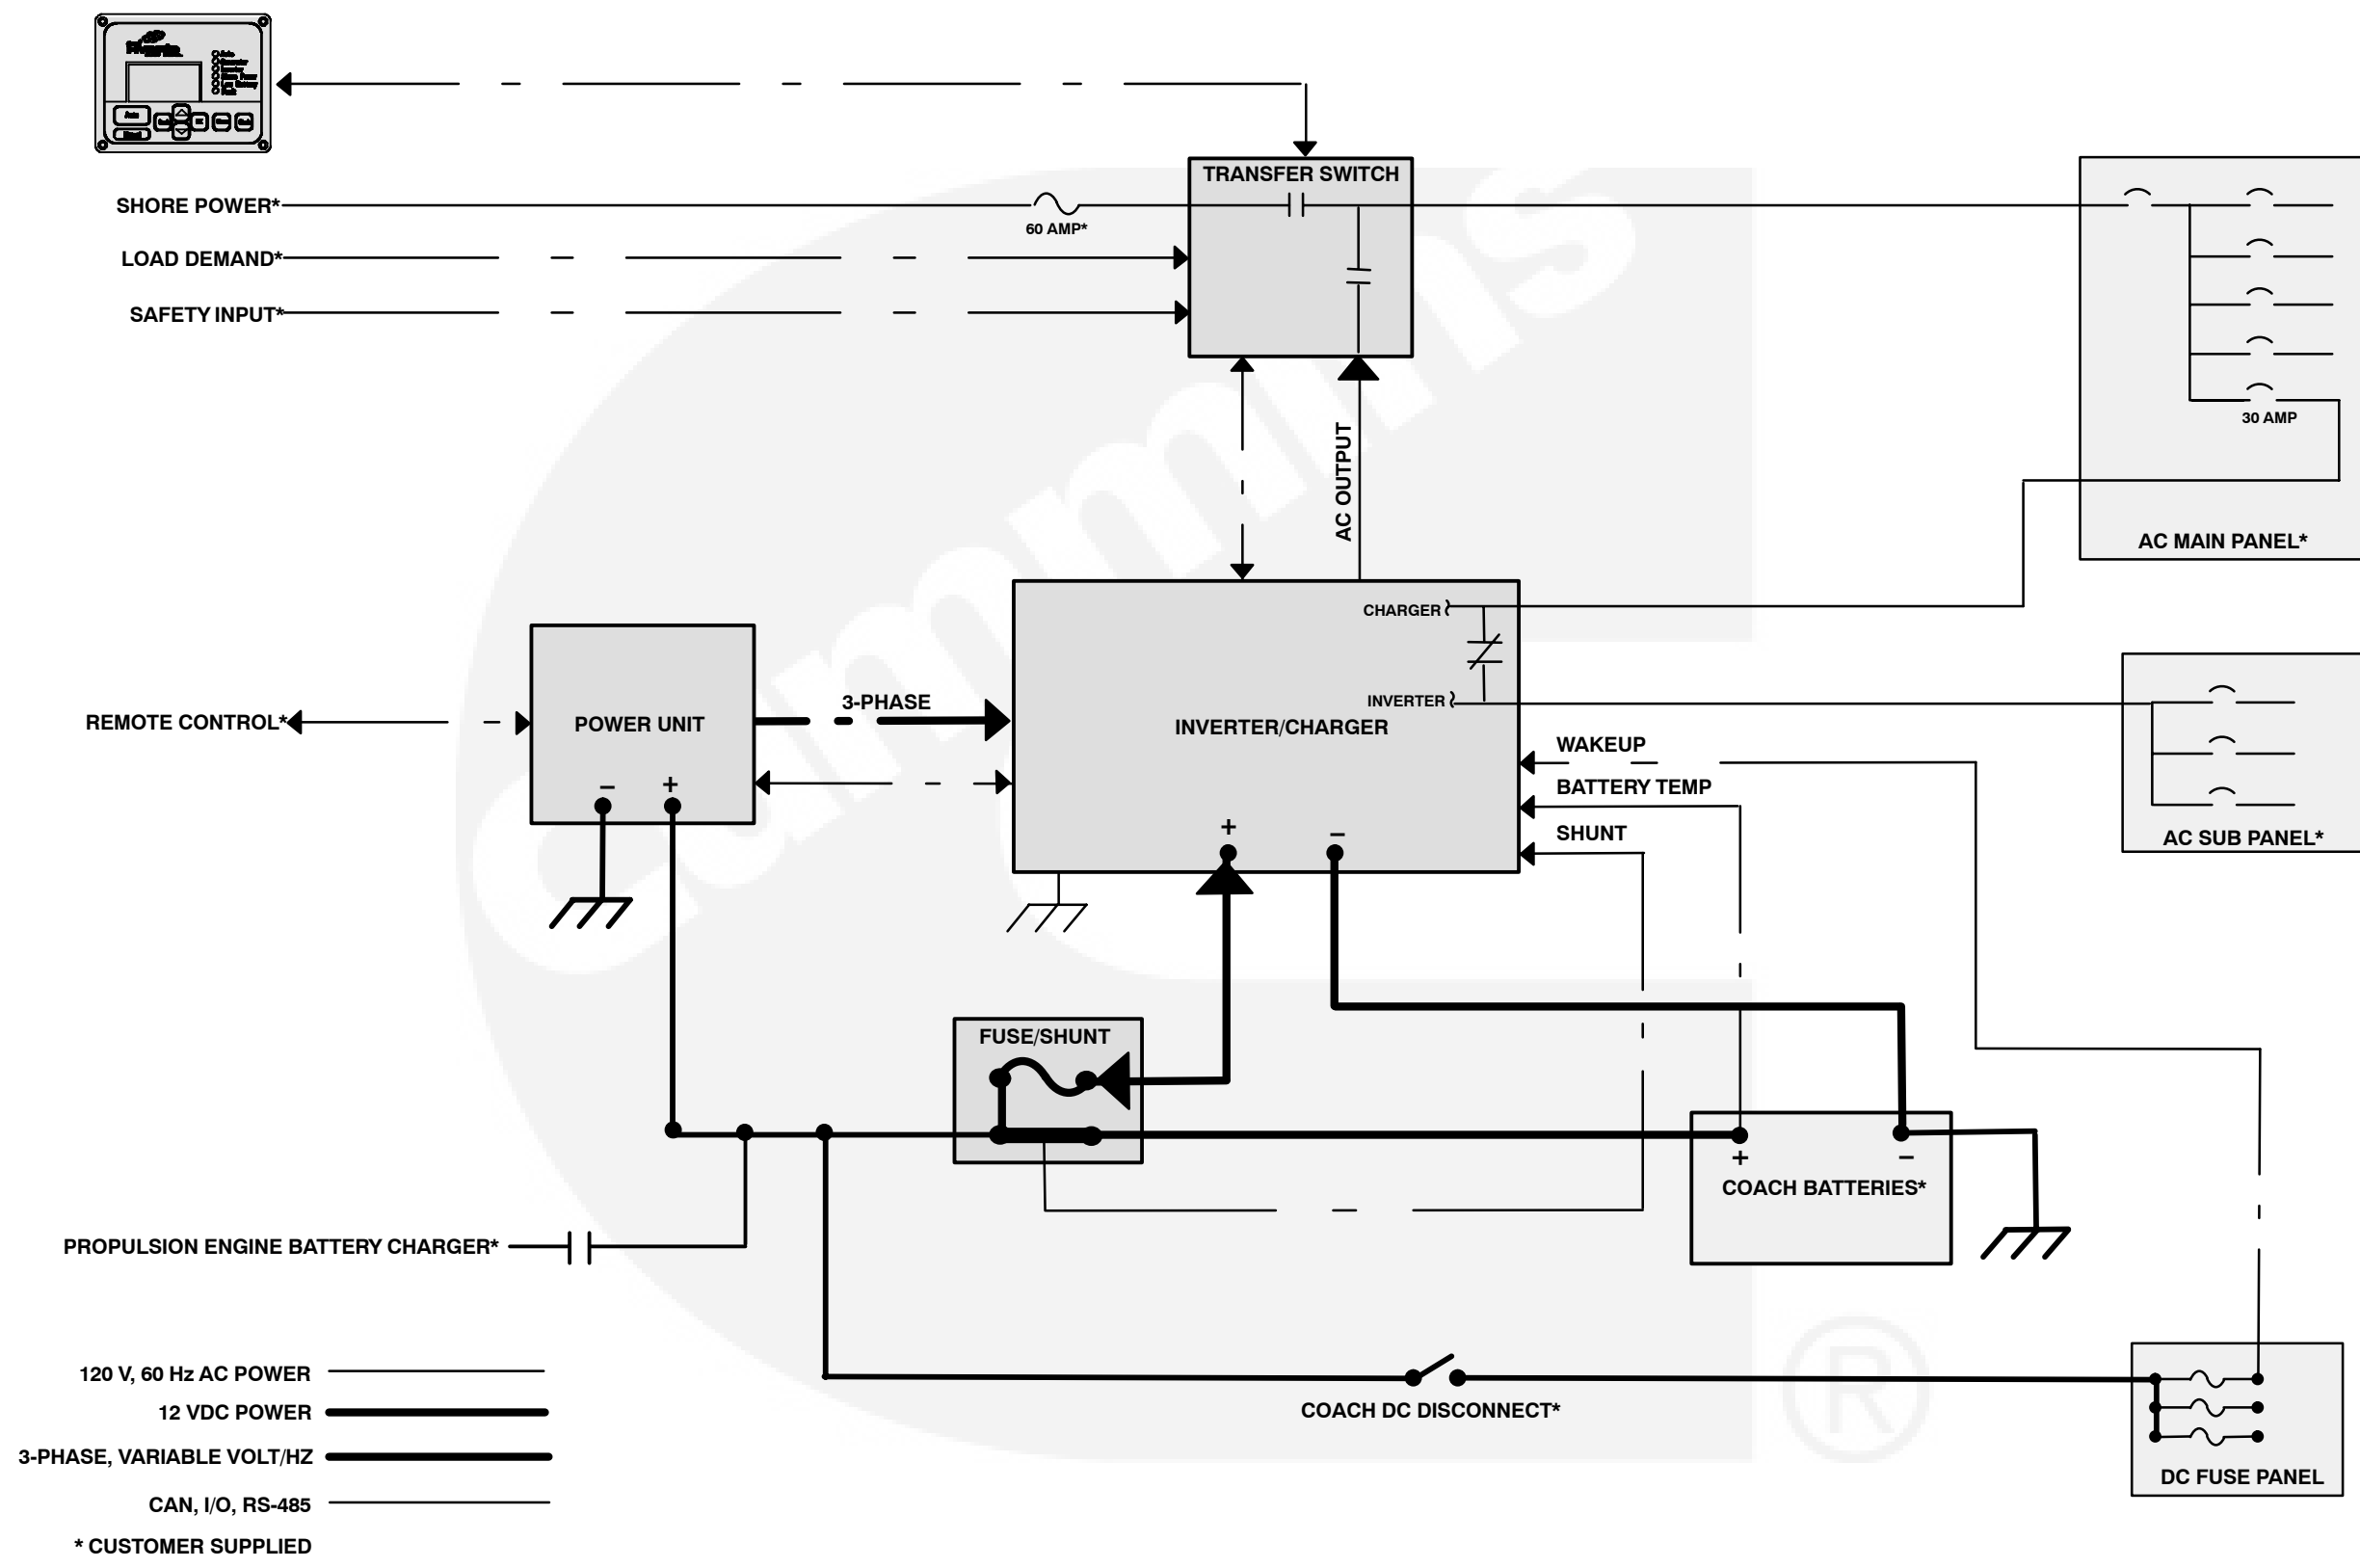 TRANSFER SWITCH
SHORE POWER*
60 AMP*
LOAD DEMAND*
SAFETY INPUT*
30 AMP
AC OUTPUT
AC MAIN PANEL*
CHARGER
INVERTER
INVERTER/CHARGER
3-PHASE
POWER UNIT
REMOTE CONTROL*
− +
WAKEUP
BATTERY TEMP
SHUNT
+ −
AC SUB PANEL*
FUSE/SHUNT
+ −
COACH BATTERIES*
PROPULSION ENGINE BATTERY CHARGER*
COACH DC DISCONNECT*
DC FUSE PANEL
120 V, 60 Hz AC POWER
12 VDC POWER
3-PHASE, VARIABLE VOLT/HZ
CAN, I/O, RS-485
* CUSTOMER SUPPLIED
Cummins
®